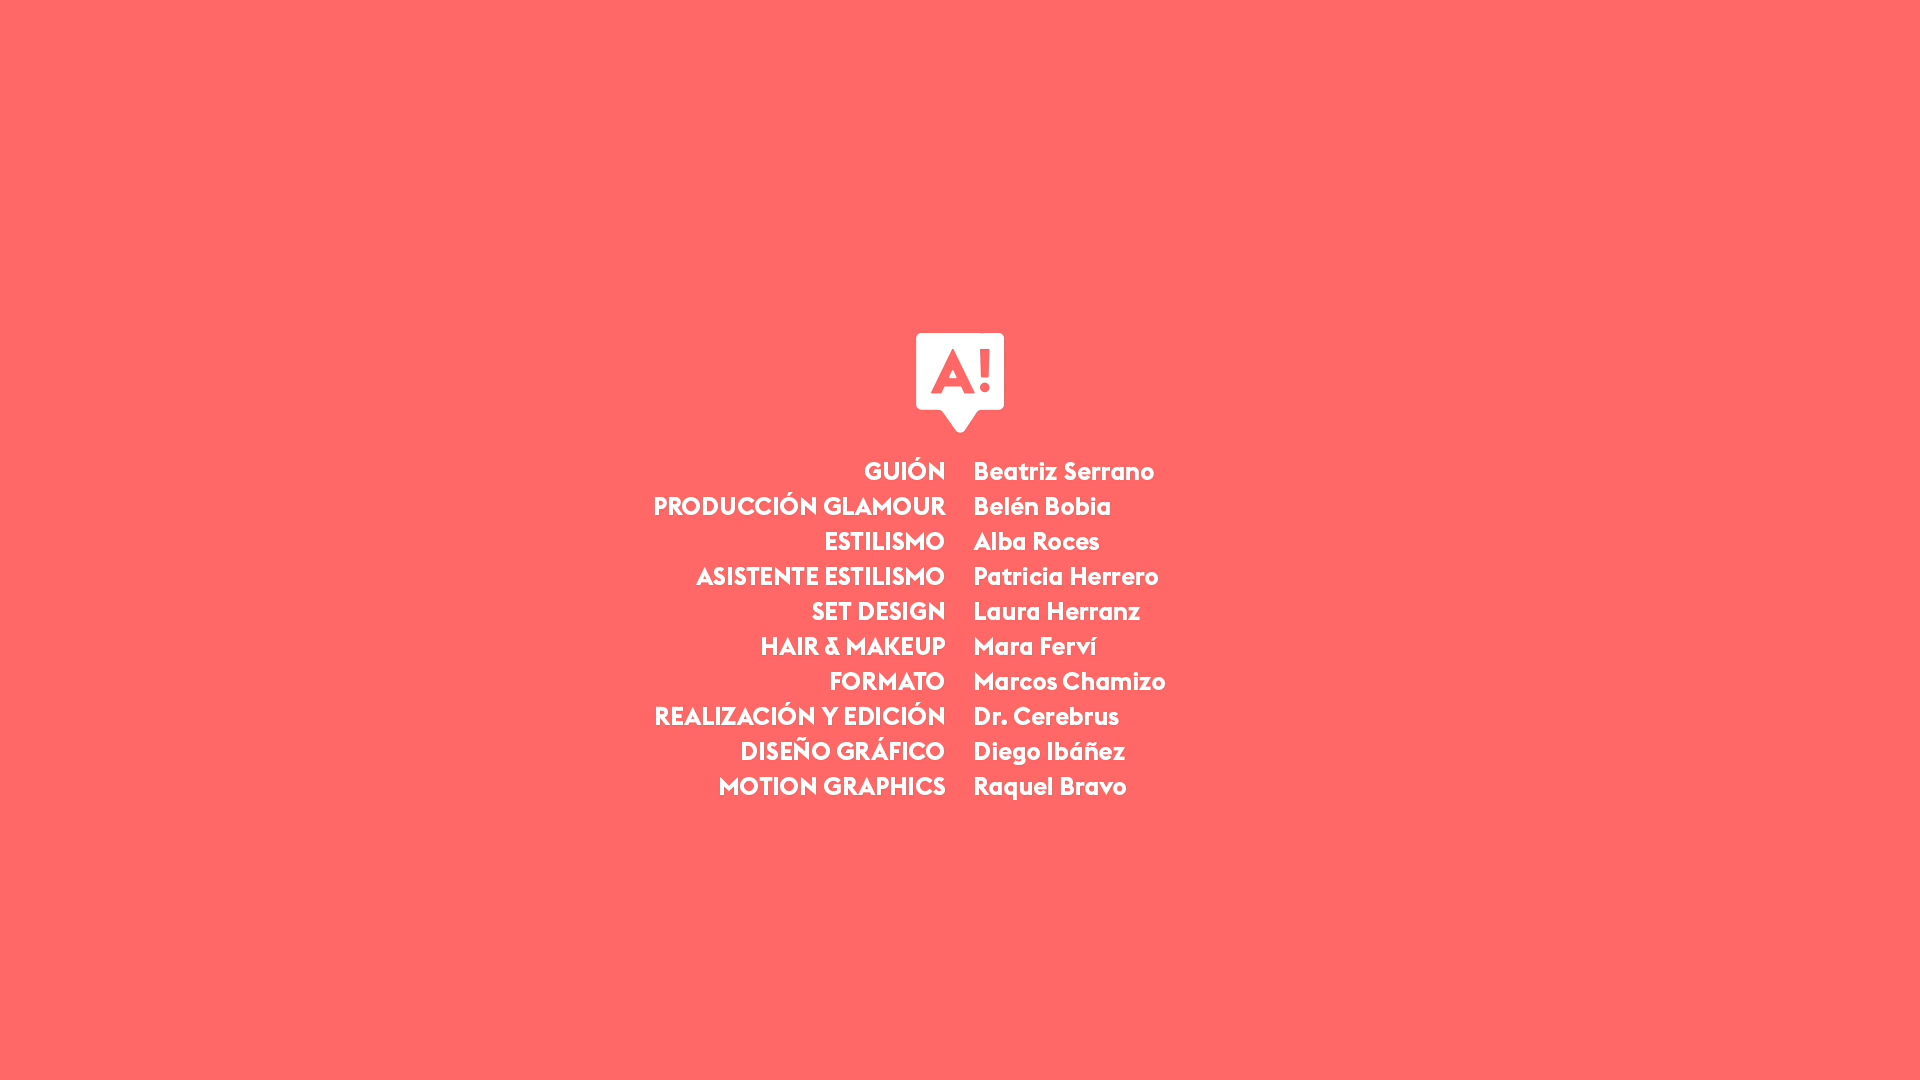 A!
GUIÓN Beatriz Serrano
PRODUCCIÓN GLAMOUR Belén Bobia
ESTILISMO Alba Roces
ASISTENTE ESTILISMO Patricia Herrero
SET DESIGN Laura Herranz
HAIR & MAKEUP Mara Ferví
FORMATO Marcos Chamizo
REALIZACIÓN Y EDICIÓN Dr. Cerebrus
DISEÑO GRÁFICO Diego Ibáñez
MOTION GRAPHICS Raquel Bravo